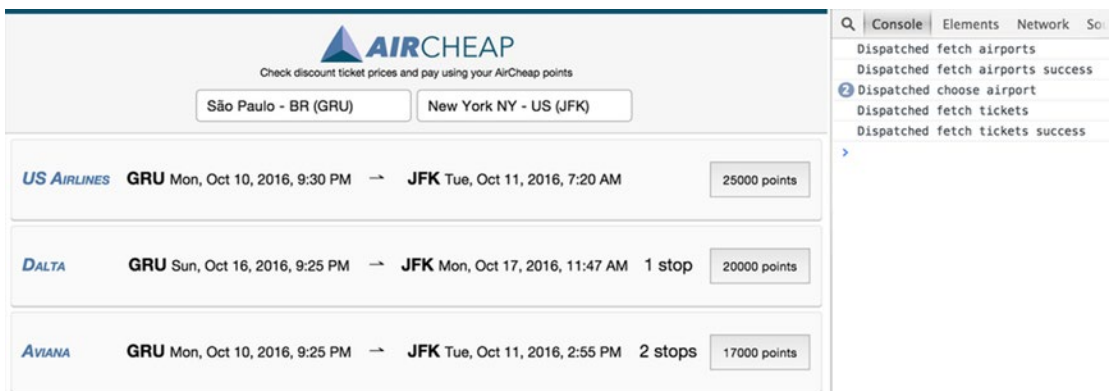 AIRCHEAP
Check discount ticket prices and pay using your AirCheap points
São Paulo - BR (GRU) New York NY - US (JFK)
US AIRLINES GRU Mon, Oct 10, 2016, 9:30 PM → JFK Tue, Oct 11, 2016, 7:20 AM 25000 points
DALTA GRU Sun, Oct 16, 2016, 9:25 PM → JFK Mon, Oct 17, 2016, 11:47 AM 1 stop 20000 points
AVIANA GRU Mon, Oct 10, 2016, 9:25 PM → JFK Tue, Oct 11, 2016, 2:55 PM 2 stops 17000 points
Console Elements Network
Dispatched fetch airports
Dispatched fetch airports success
2 Dispatched choose airport
Dispatched fetch tickets
Dispatched fetch tickets success
>